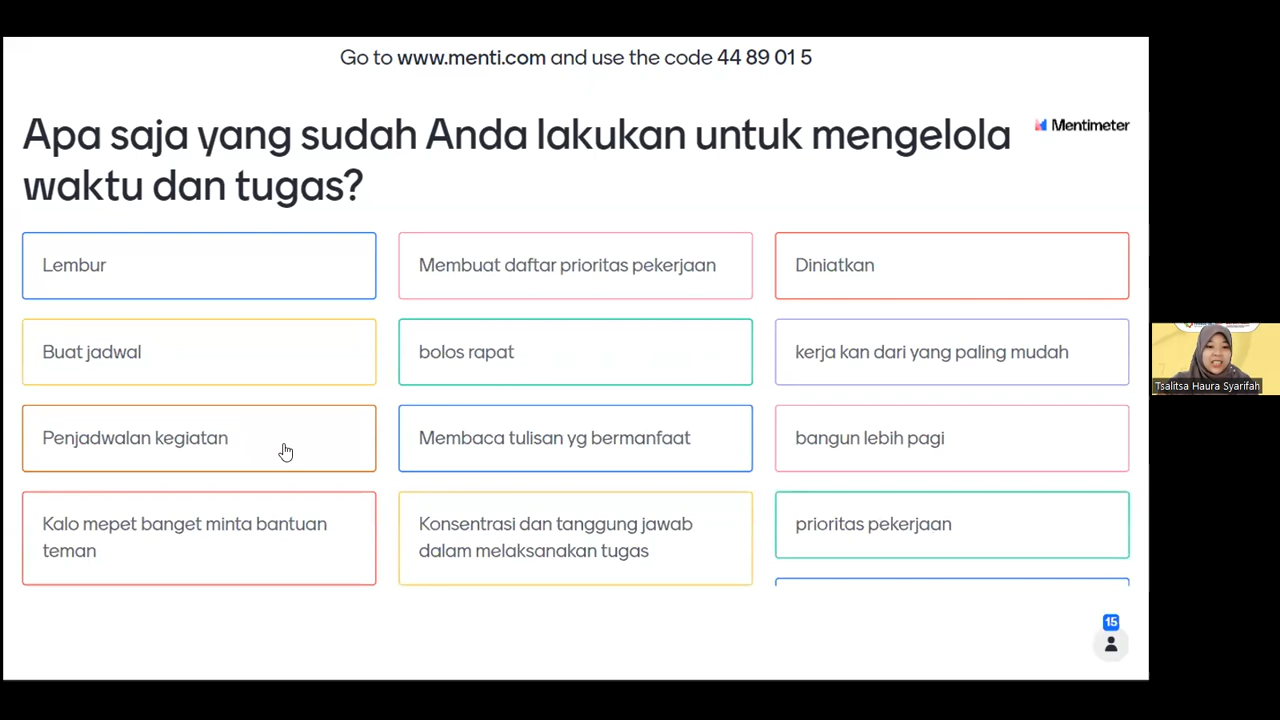 Go to www.menti.com and use the code 44 89 01 5
Apa saja yang sudah Anda lakukan untuk mengelola
waktu dan tugas?
Mentimeter
Lembur
Membuat daftar prioritas pekerjaan
Diniatkan
Buat jadwal
bolos rapat
kerja kan dari yang paling mudah
Penjadwalan kegiatan
Membaca tulisan yg bermanfaat
bangun lebih pagi
Kalo mepet banget minta bantuan
teman
Konsentrasi dan tanggung jawab
dalam melaksanakan tugas
prioritas pekerjaan
15
Tsalitsa Haura Syarifah